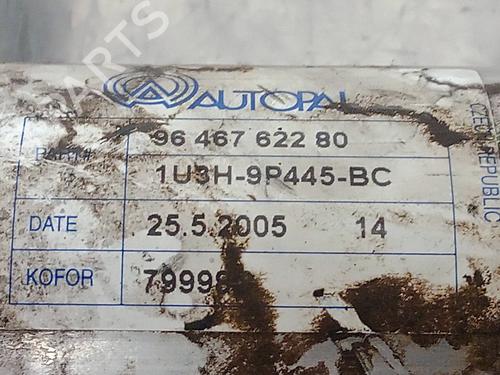 AUTOPAL
96 467 622 80
1U3H-9P445-BC
DATE 25.5.2005 14
KOFOR
CZECH REPUBLIC